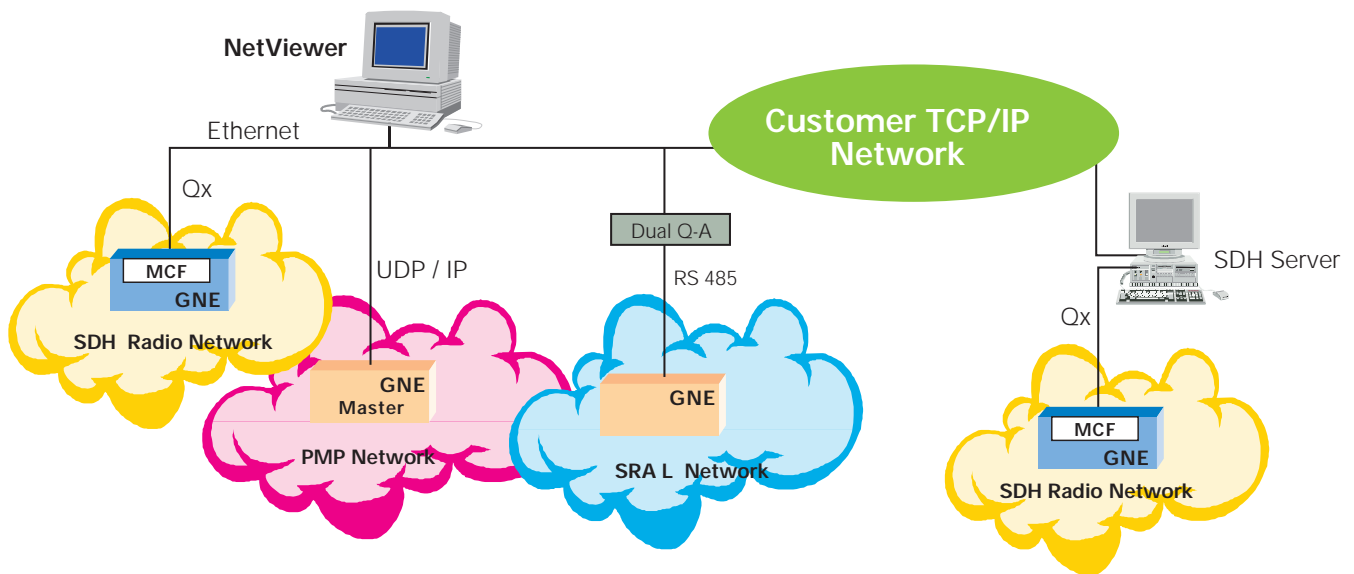 NetViewer
Ethernet
Customer TCP/IP
Network
Qx
Dual Q-A
MCF
GNE
SDH Radio Network
UDP / IP
RS 485
SDH Server
Qx
GNE
Master
PMP Network
GNE
SRA L Network
MCF
GNE
SDH Radio Network